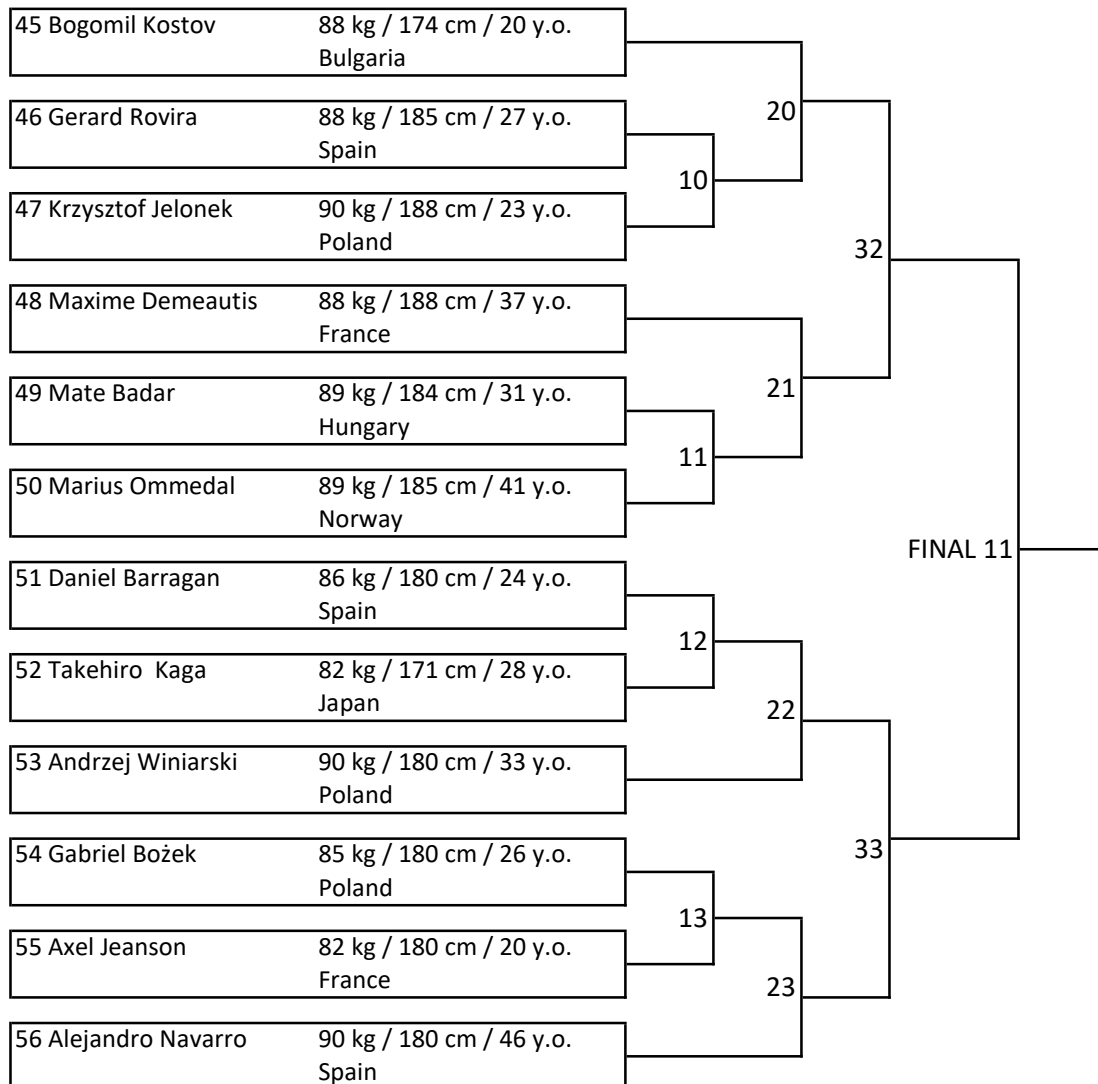 45 Bogomil Kostov 88 kg / 174 cm / 20 y.o.
Bulgaria
20
46 Gerard Rovira 88 kg / 185 cm / 27 y.o.
Spain
10
47 Krzysztof Jelonek 90 kg / 188 cm / 23 y.o.
Poland
32
48 Maxime Demeautis 88 kg / 188 cm / 37 y.o.
France
49 Mate Badar 89 kg / 184 cm / 31 y.o.
21
Hungary
11
50 Marius Ommedal 89 kg / 185 cm / 41 y.o.
Norway
FINAL 11
51 Daniel Barragan 86 kg / 180 cm / 24 y.o.
Spain
12
52 Takehiro Kaga 82 kg / 171 cm / 28 y.o.
Japan
22
53 Andrzej Winiarski 90 kg / 180 cm / 33 y.o.
Poland
54 Gabriel Bożek 85 kg / 180 cm / 26 y.o.
33
Poland
13
55 Axel Jeanson 82 kg / 180 cm / 20 y.o.
France
23
56 Alejandro Navarro 90 kg / 180 cm / 46 y.o.
Spain